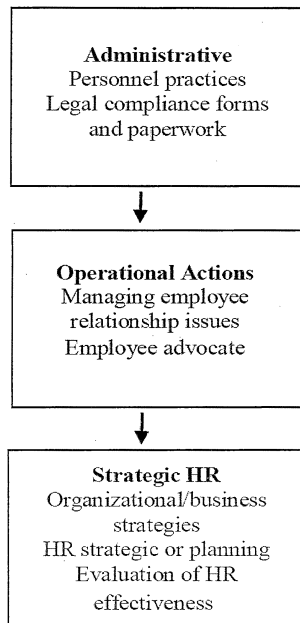 Administrative
Personnel practices
Legal compliance forms
and paperwork
Operational Actions
Managing employee
relationship issues
Employee advocate
Strategic HR
Organizational/business
strategies
HR strategic or planning
Evaluation of HR
effectiveness